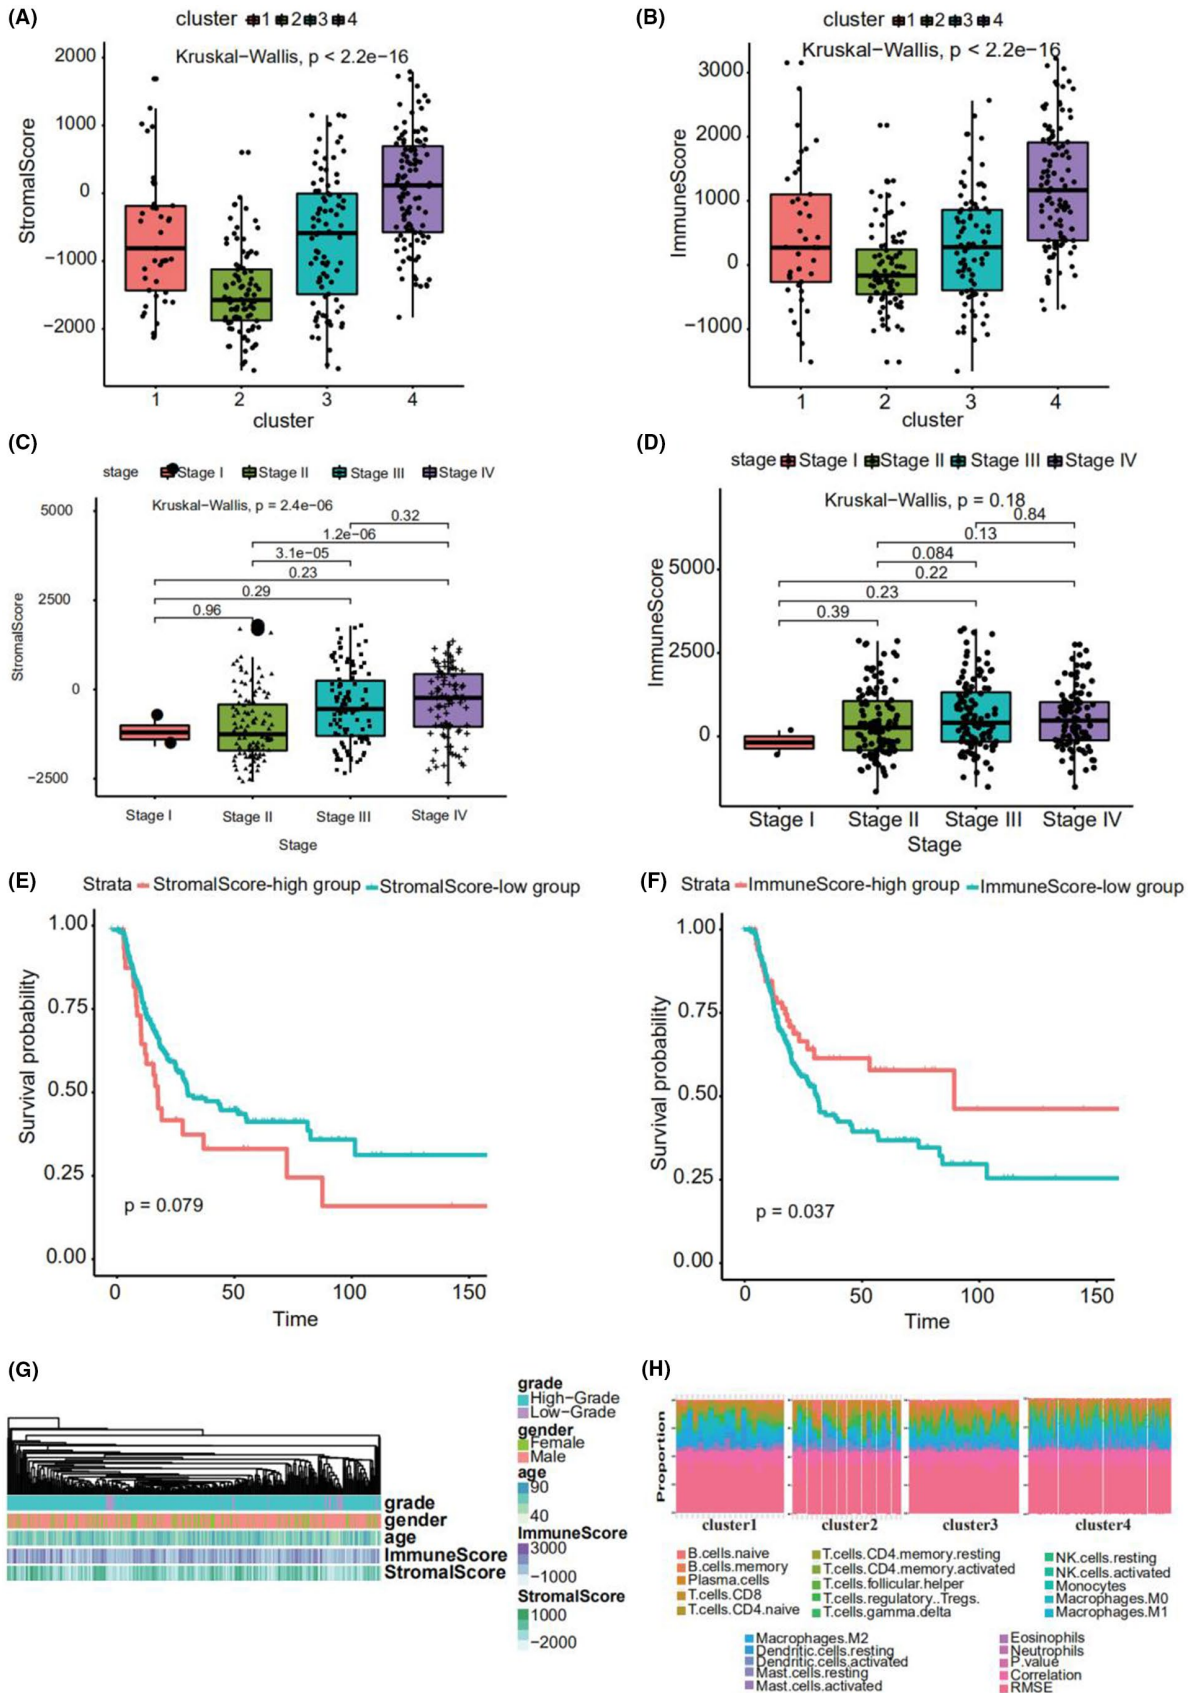 (A)
cluster 1 2 3 4
Kruskal−Wallis, p < 2.2e−16
StromalScore
2000
1000
0
−1000
−2000
1 2 3 4
cluster
(B)
cluster 1 2 3 4
Kruskal−Wallis, p < 2.2e−16
ImmuneScore
3000
2000
1000
0
−1000
1 2 3 4
cluster
(C)
stage Stage I Stage II Stage III Stage IV
Kruskal−Wallis, p = 2.4e−06
StromalScore
5000
2500
0
−2500
0.32
1.2e−06
3.1e−05
0.23
0.29
0.96
Stage I Stage II Stage III Stage IV
Stage
(D)
stage Stage I Stage II Stage III Stage IV
Kruskal−Wallis, p = 0.18
ImmuneScore
5000
2500
0
0.84
0.13
0.084
0.22
0.23
0.39
Stage I Stage II Stage III Stage IV
Stage
(E)
Strata StromalScore-high group StromalScore-low group
Survival probability
1.00
0.75
0.50
0.25
0.00
p = 0.079
0 50 100 150
Time
(F)
Strata ImmuneScore-high group ImmuneScore-low group
Survival probability
1.00
0.75
0.50
0.25
0.00
p = 0.037
0 50 100 150
Time
(G)
grade
gender
age
ImmuneScore
StromalScore
grade
High−Grade
Low−Grade
gender
Female
Male
age
90
40
ImmuneScore
3000
−1000
StromalScore
1000
−2000
(H)
Proportion
cluster1 cluster2 cluster3 cluster4
B.cells.naive
B.cells.memory
Plasma.cells
T.cells.CD8
T.cells.CD4.naive
T.cells.CD4.memory.resting
T.cells.CD4.memory.activated
T.cells.follicular.helper
T.cells.regulatory..Tregs.
T.cells.gamma.delta
NK.cells.resting
NK.cells.activated
Monocytes
Macrophages.M0
Macrophages.M1
Macrophages.M2
Dendritic.cells.resting
Dendritic.cells.activated
Mast.cells.resting
Mast.cells.activated
Eosinophils
Neutrophils
P.value
Correlation
RMSE